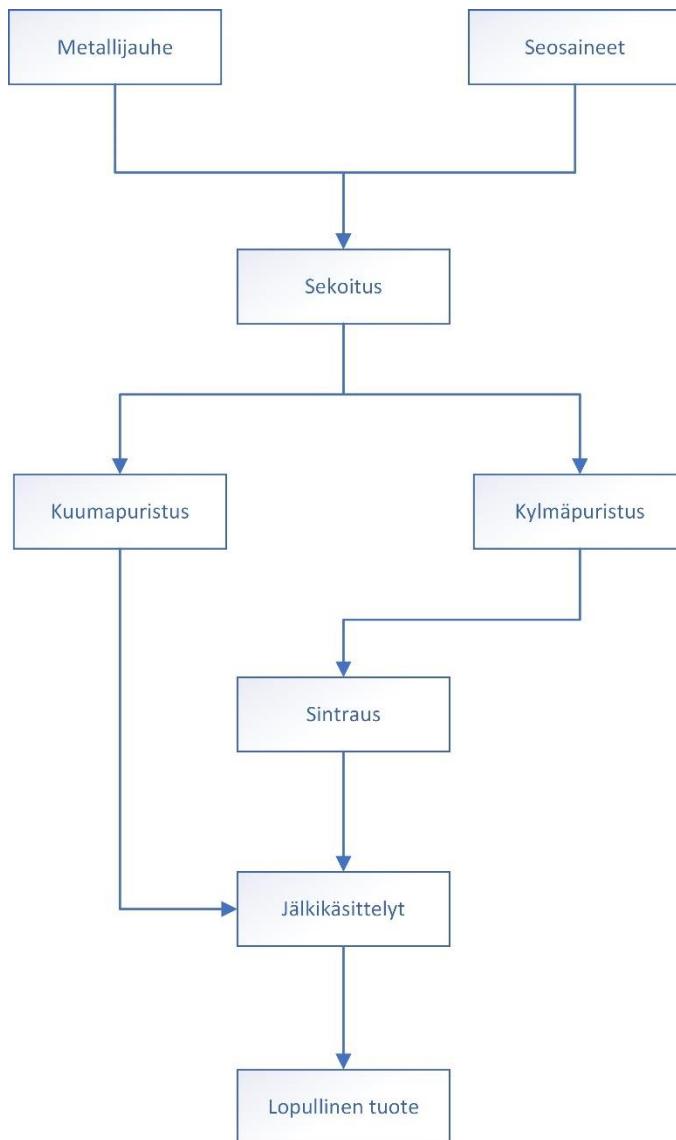 Metallijauhe
Seosaineet
Sekoitus
Kuumapuristus
Kylmäpuristus
Sintraus
Jälkikäsittelyt
Lopullinen tuote